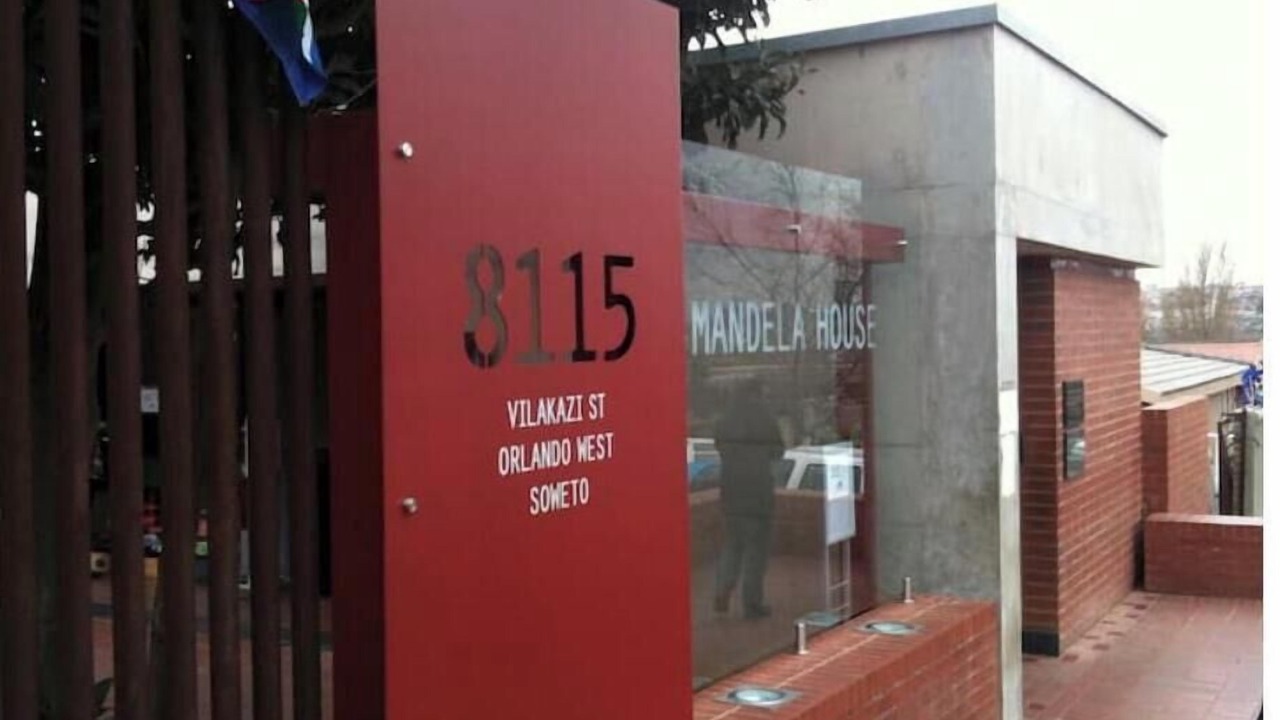 8115
VILAKAZI ST
ORLANDO WEST
SOWETO
MANDELA HOUSE